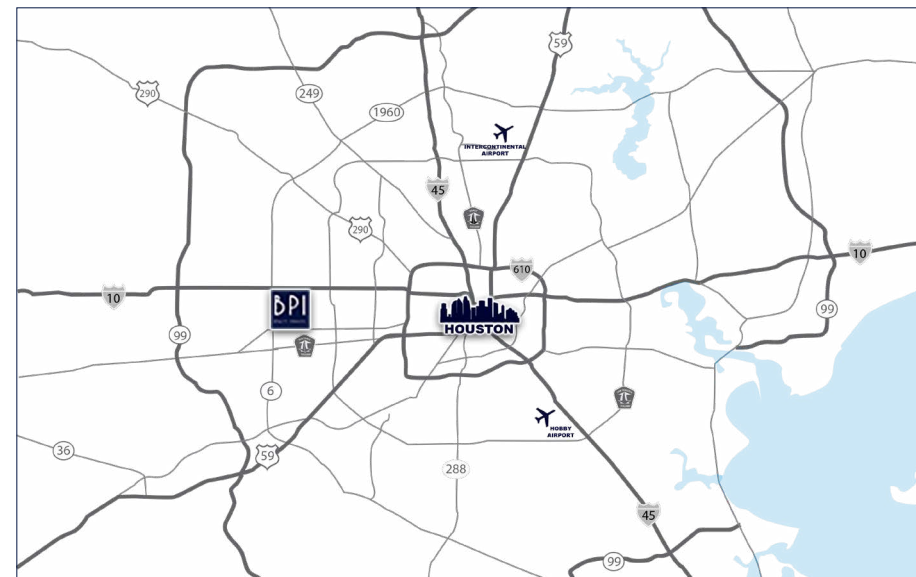 59
290
249
1960
INTERCONTINENTAL
AIRPORT
45
290
610
10
10
BPI
HOUSTON
99
99
6
HOBBY
AIRPORT
36
59
288
45
99